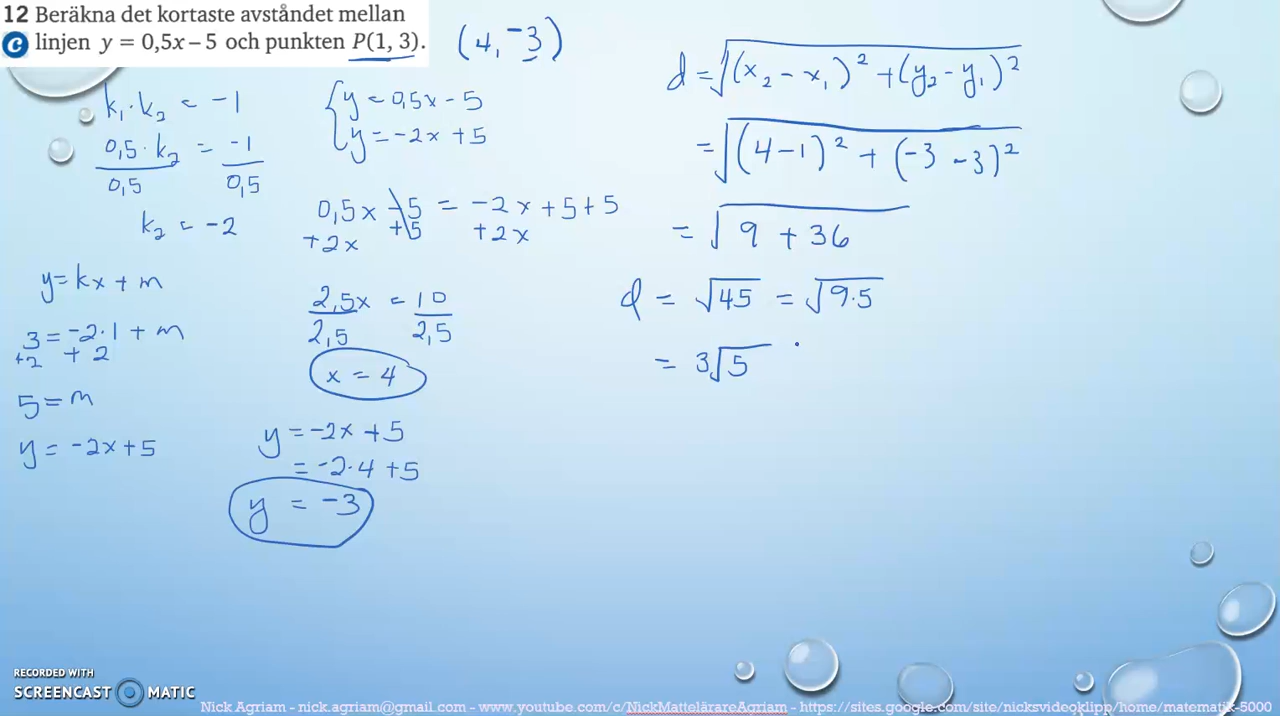 12 Beräkna det kortaste avståndet mellan
C linjen y = 0,5x – 5 och punkten P(1, 3).
(4, -3)
k₁·k₂ = -1
0,5·k₂ = -1
0,5 0,5
k₂ = -2
y = kx + m
3 = -2·1 + m
+2 +2
5 = m
y = -2x + 5
{y = 0,5x - 5
y = -2x + 5
0,5x - 5 = -2x + 5 + 5
+2x +5 +2x
2,5x = 10
2,5 2,5
x = 4
y = -2x + 5
= -2·4 + 5
y = -3
d = √(x₂ - x₁)² + (y₂ - y₁)²
= √(4-1)² + (-3 -3)²
= √9 + 36
d = √45 = √9·5
= 3√5
RECORDED WITH
SCREENCAST MATIC
Nick Agriam - nick.agriam@gmail.com - www.youtube.com/c/NickMattelärareAgriam - https://sites.google.com/site/nicksvideoklipp/home/matematik-5000